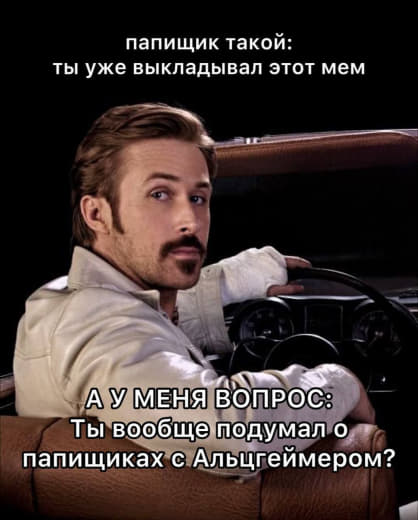 папищик такой:
ты уже выкладывал этот мем
А У МЕНЯ ВОПРОС:
Ты вообще подумал о
папищиках с Альцгеймером?